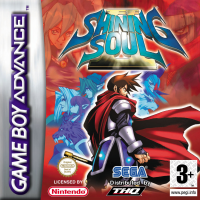 GAME BOY ADVANCE
SHINING
SOUL
LICENSED BY
Nintendo
SEGA
Distributed by
THQ
3+
www.pegi.info